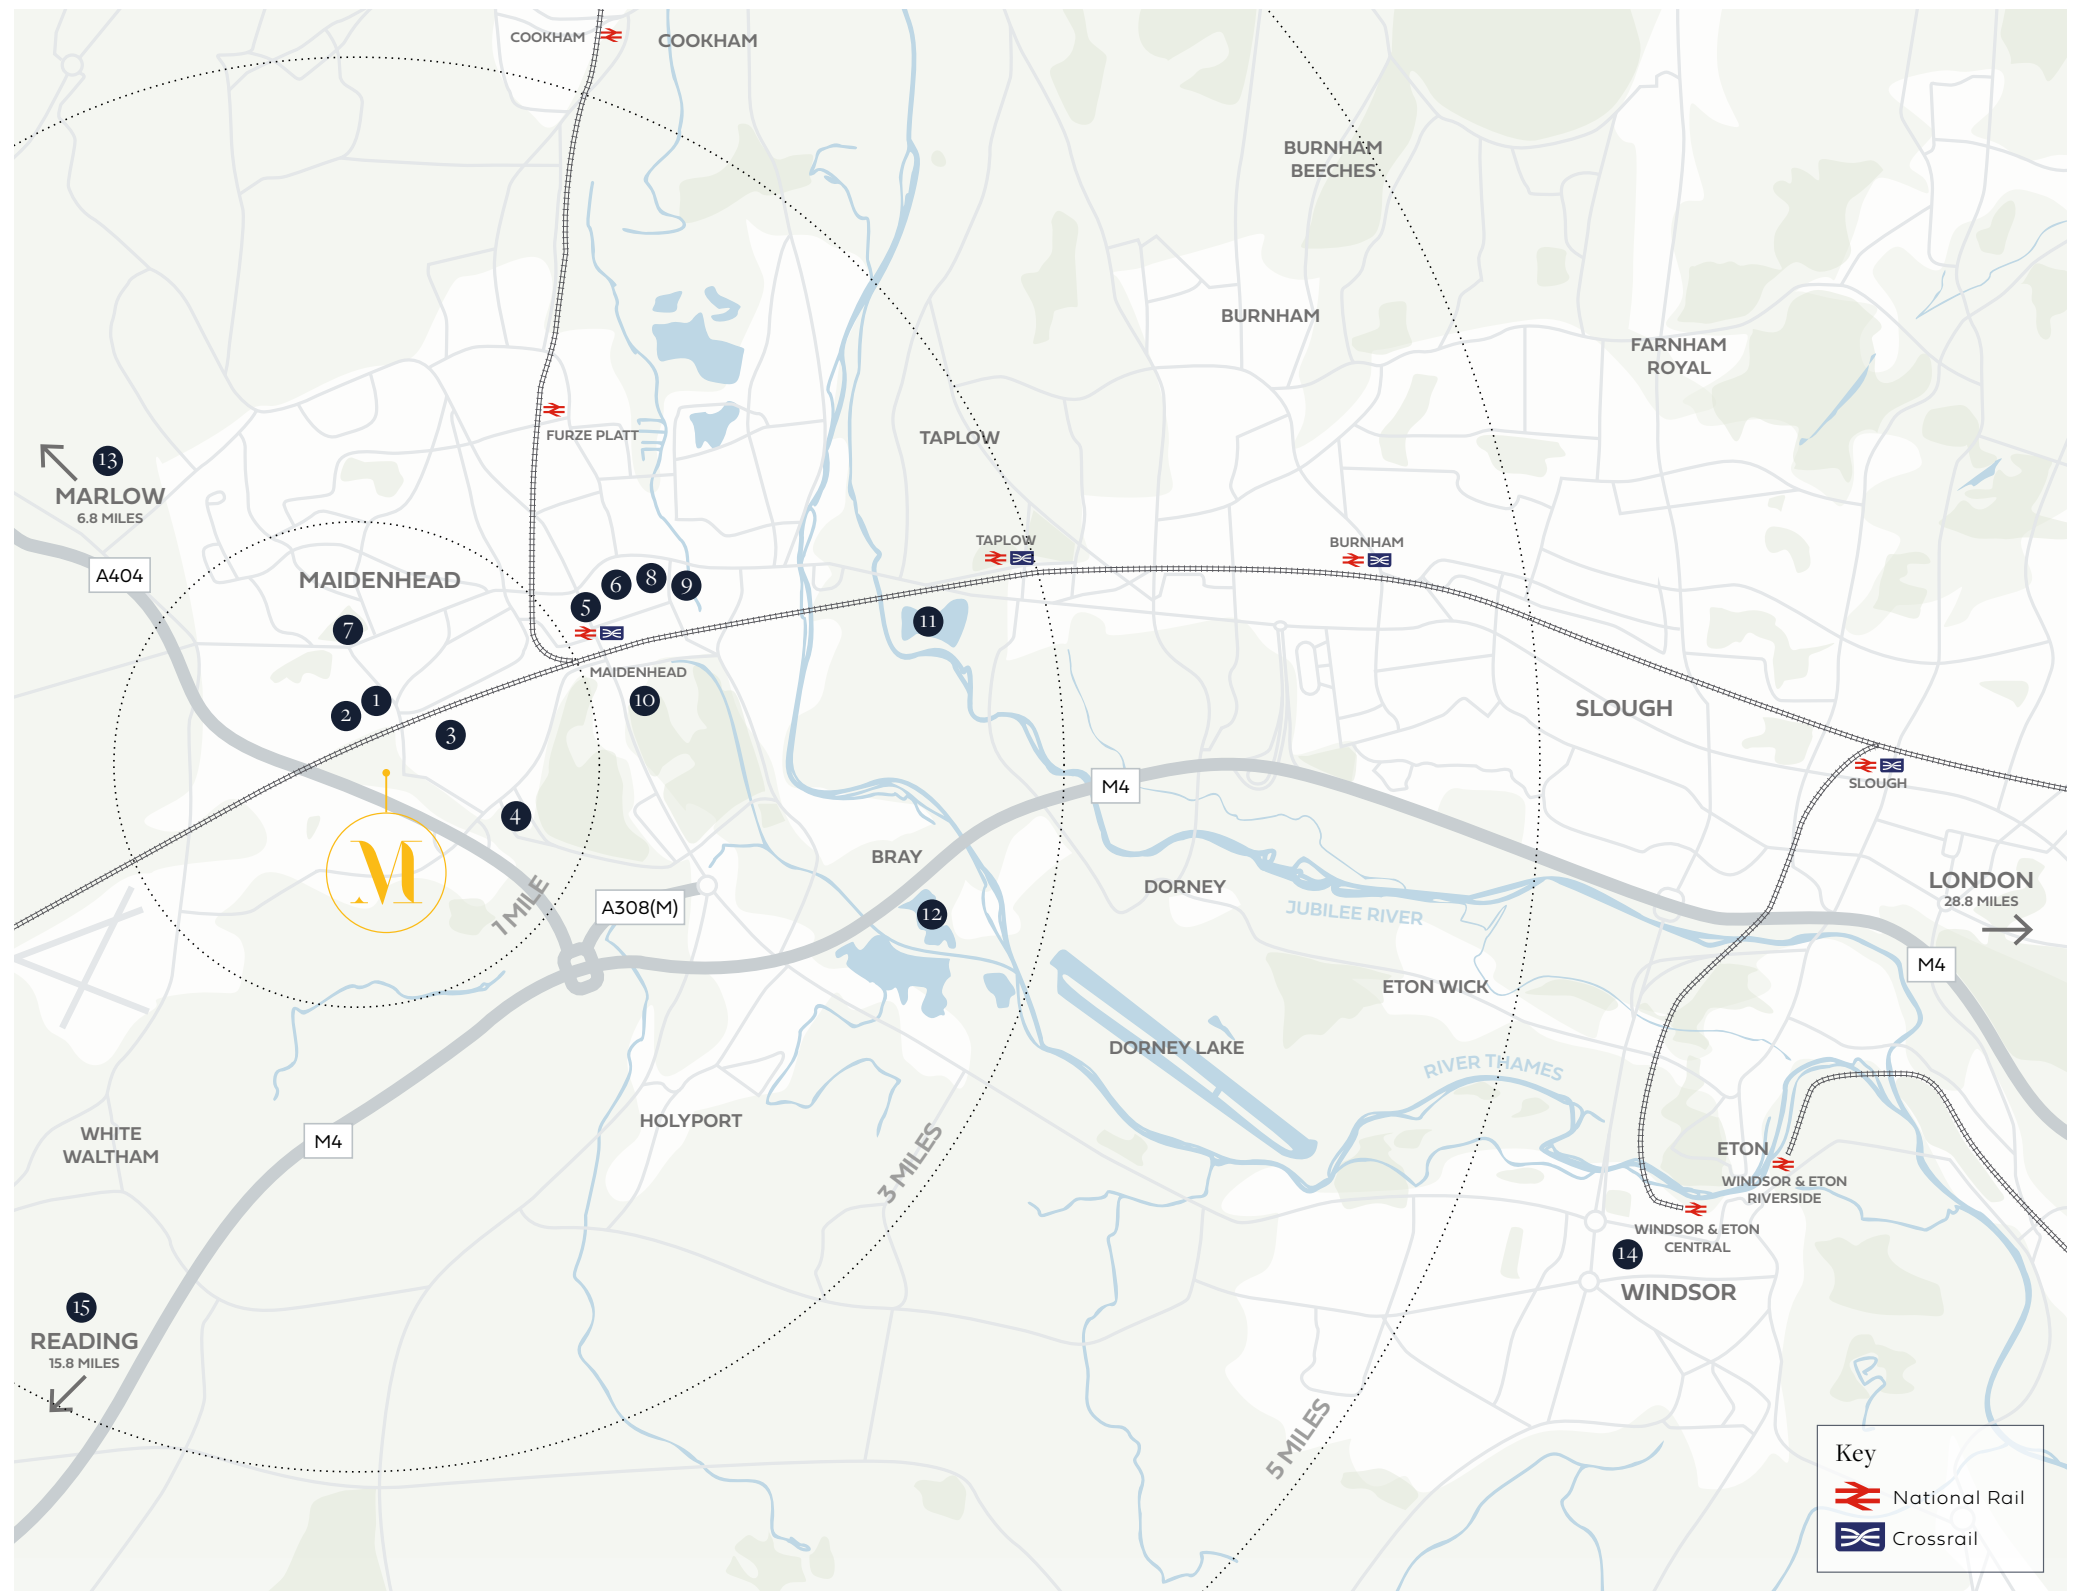 COOKHAM
COOKHAM
BURNHAM
BEECHES
BURNHAM
FARNHAM
ROYAL
FURZE PLATT
TAPLOW
13
MARLOW
6.8 MILES
A404
MAIDENHEAD
TAPLOW
BURNHAM
5
6
8
9
7
11
MAIDENHEAD
10
1
2
3
SLOUGH
SLOUGH
M4
4
M
BRAY
DORNEY
JUBILEE RIVER
LONDON
28.8 MILES
1 MILE
A308(M)
12
M4
ETON WICK
DORNEY LAKE
RIVER THAMES
HOLYPORT
WHITE
WALTHAM
M4
3 MILES
ETON
WINDSOR & ETON
RIVERSIDE
WINDSOR & ETON
CENTRAL
14
WINDSOR
15
READING
15.8 MILES
5 MILES
Key
National Rail
Crossrail